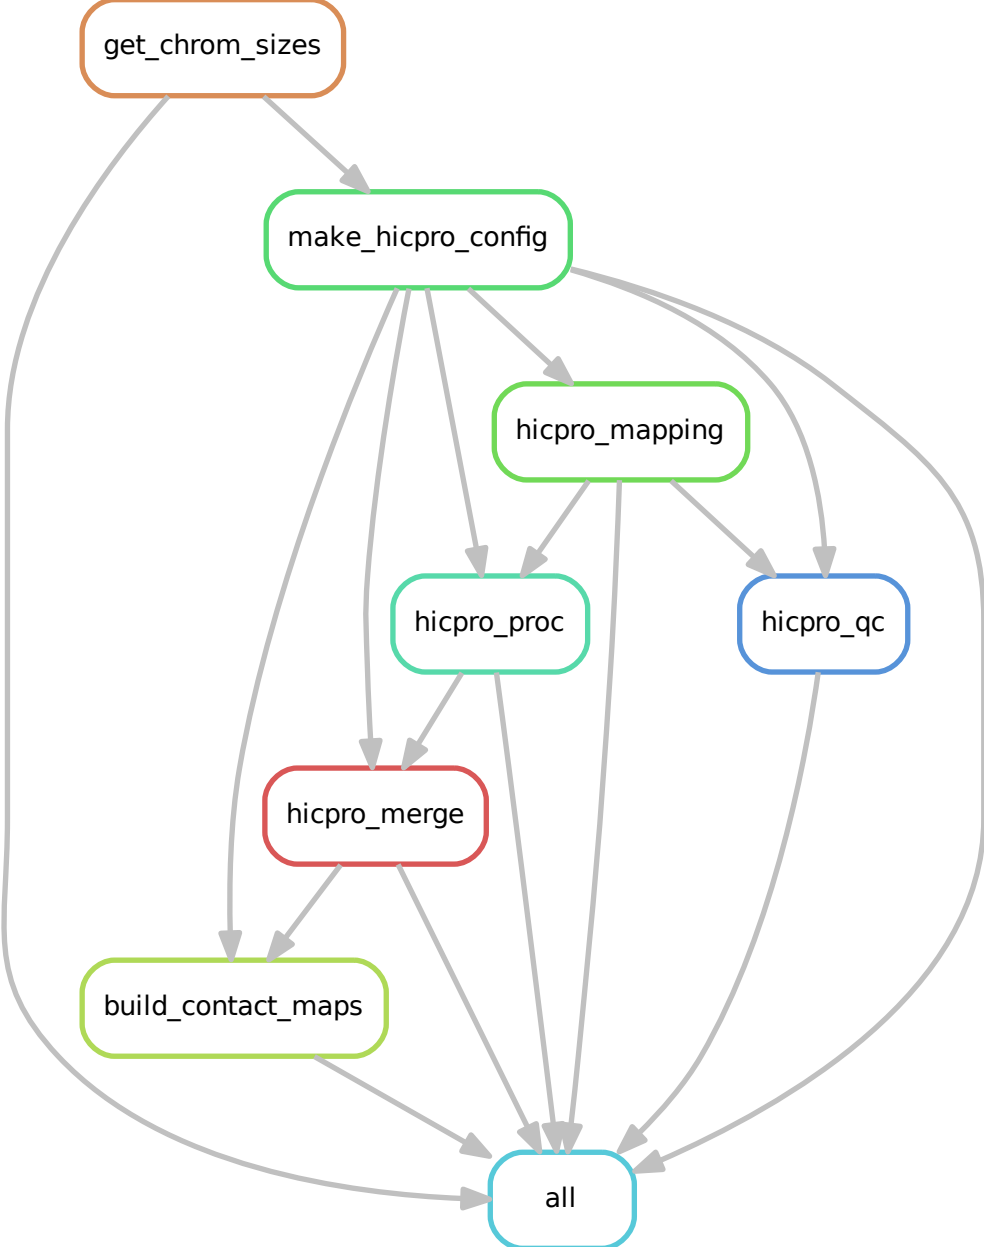 get_chrom_sizes
make_hicpro_config
hicpro_mapping
hicpro_proc
hicpro_qc
hicpro_merge
build_contact_maps
all